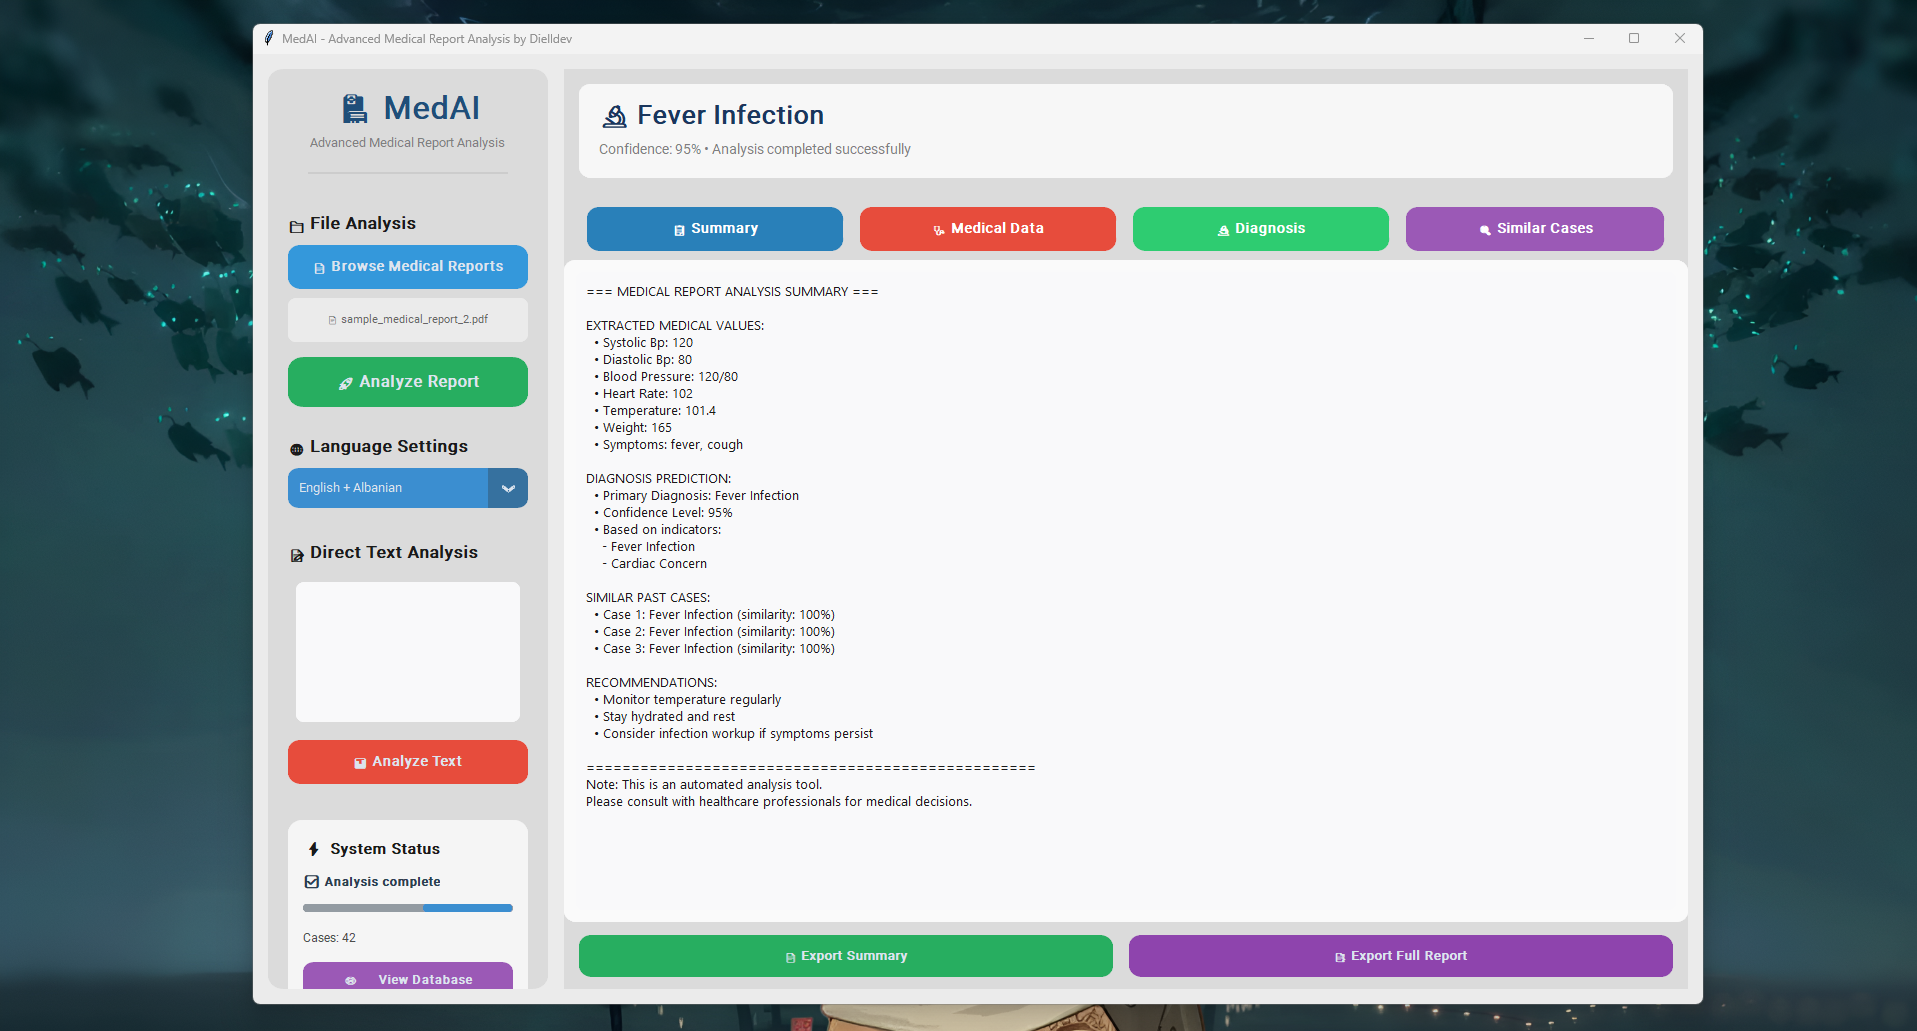 MedAI - Advanced Medical Report Analysis by Dielldev
MedAI
Advanced Medical Report Analysis
File Analysis
Browse Medical Reports
sample_medical_report_2.pdf
Analyze Report
Language Settings
English + Albanian
Direct Text Analysis
Analyze Text
System Status
Analysis complete
Cases: 42
View Database
Fever Infection
Confidence: 95% • Analysis completed successfully
Summary
Medical Data
Diagnosis
Similar Cases
=== MEDICAL REPORT ANALYSIS SUMMARY ===
EXTRACTED MEDICAL VALUES:
• Systolic Bp: 120
• Diastolic Bp: 80
• Blood Pressure: 120/80
• Heart Rate: 102
• Temperature: 101.4
• Weight: 165
• Symptoms: fever, cough
DIAGNOSIS PREDICTION:
• Primary Diagnosis: Fever Infection
• Confidence Level: 95%
• Based on indicators:
- Fever Infection
- Cardiac Concern
SIMILAR PAST CASES:
• Case 1: Fever Infection (similarity: 100%)
• Case 2: Fever Infection (similarity: 100%)
• Case 3: Fever Infection (similarity: 100%)
RECOMMENDATIONS:
• Monitor temperature regularly
• Stay hydrated and rest
• Consider infection workup if symptoms persist
==================================================
Note: This is an automated analysis tool.
Please consult with healthcare professionals for medical decisions.
Export Summary
Export Full Report